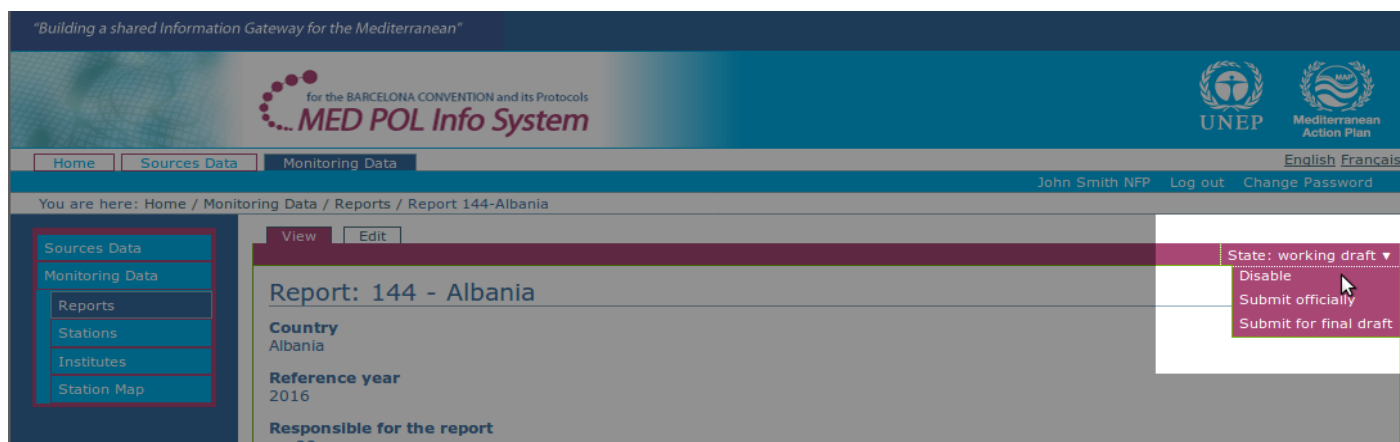 “Building a shared Information Gateway for the Mediterranean”
for the BARCELONA CONVENTION and its Protocols
MED POL Info System
UNEP
MAP
Mediterranean
Action Plan
Home Sources Data Monitoring Data
English Français
John Smith NFP Log out Change Password
You are here: Home / Monitoring Data / Reports / Report 144-Albania
Sources Data
Monitoring Data
Reports
Stations
Institutes
Station Map
View Edit
State: working draft ▼
Disable
Submit officially
Submit for final draft
Report: 144 - Albania
Country
Albania
Reference year
2016
Responsible for the report